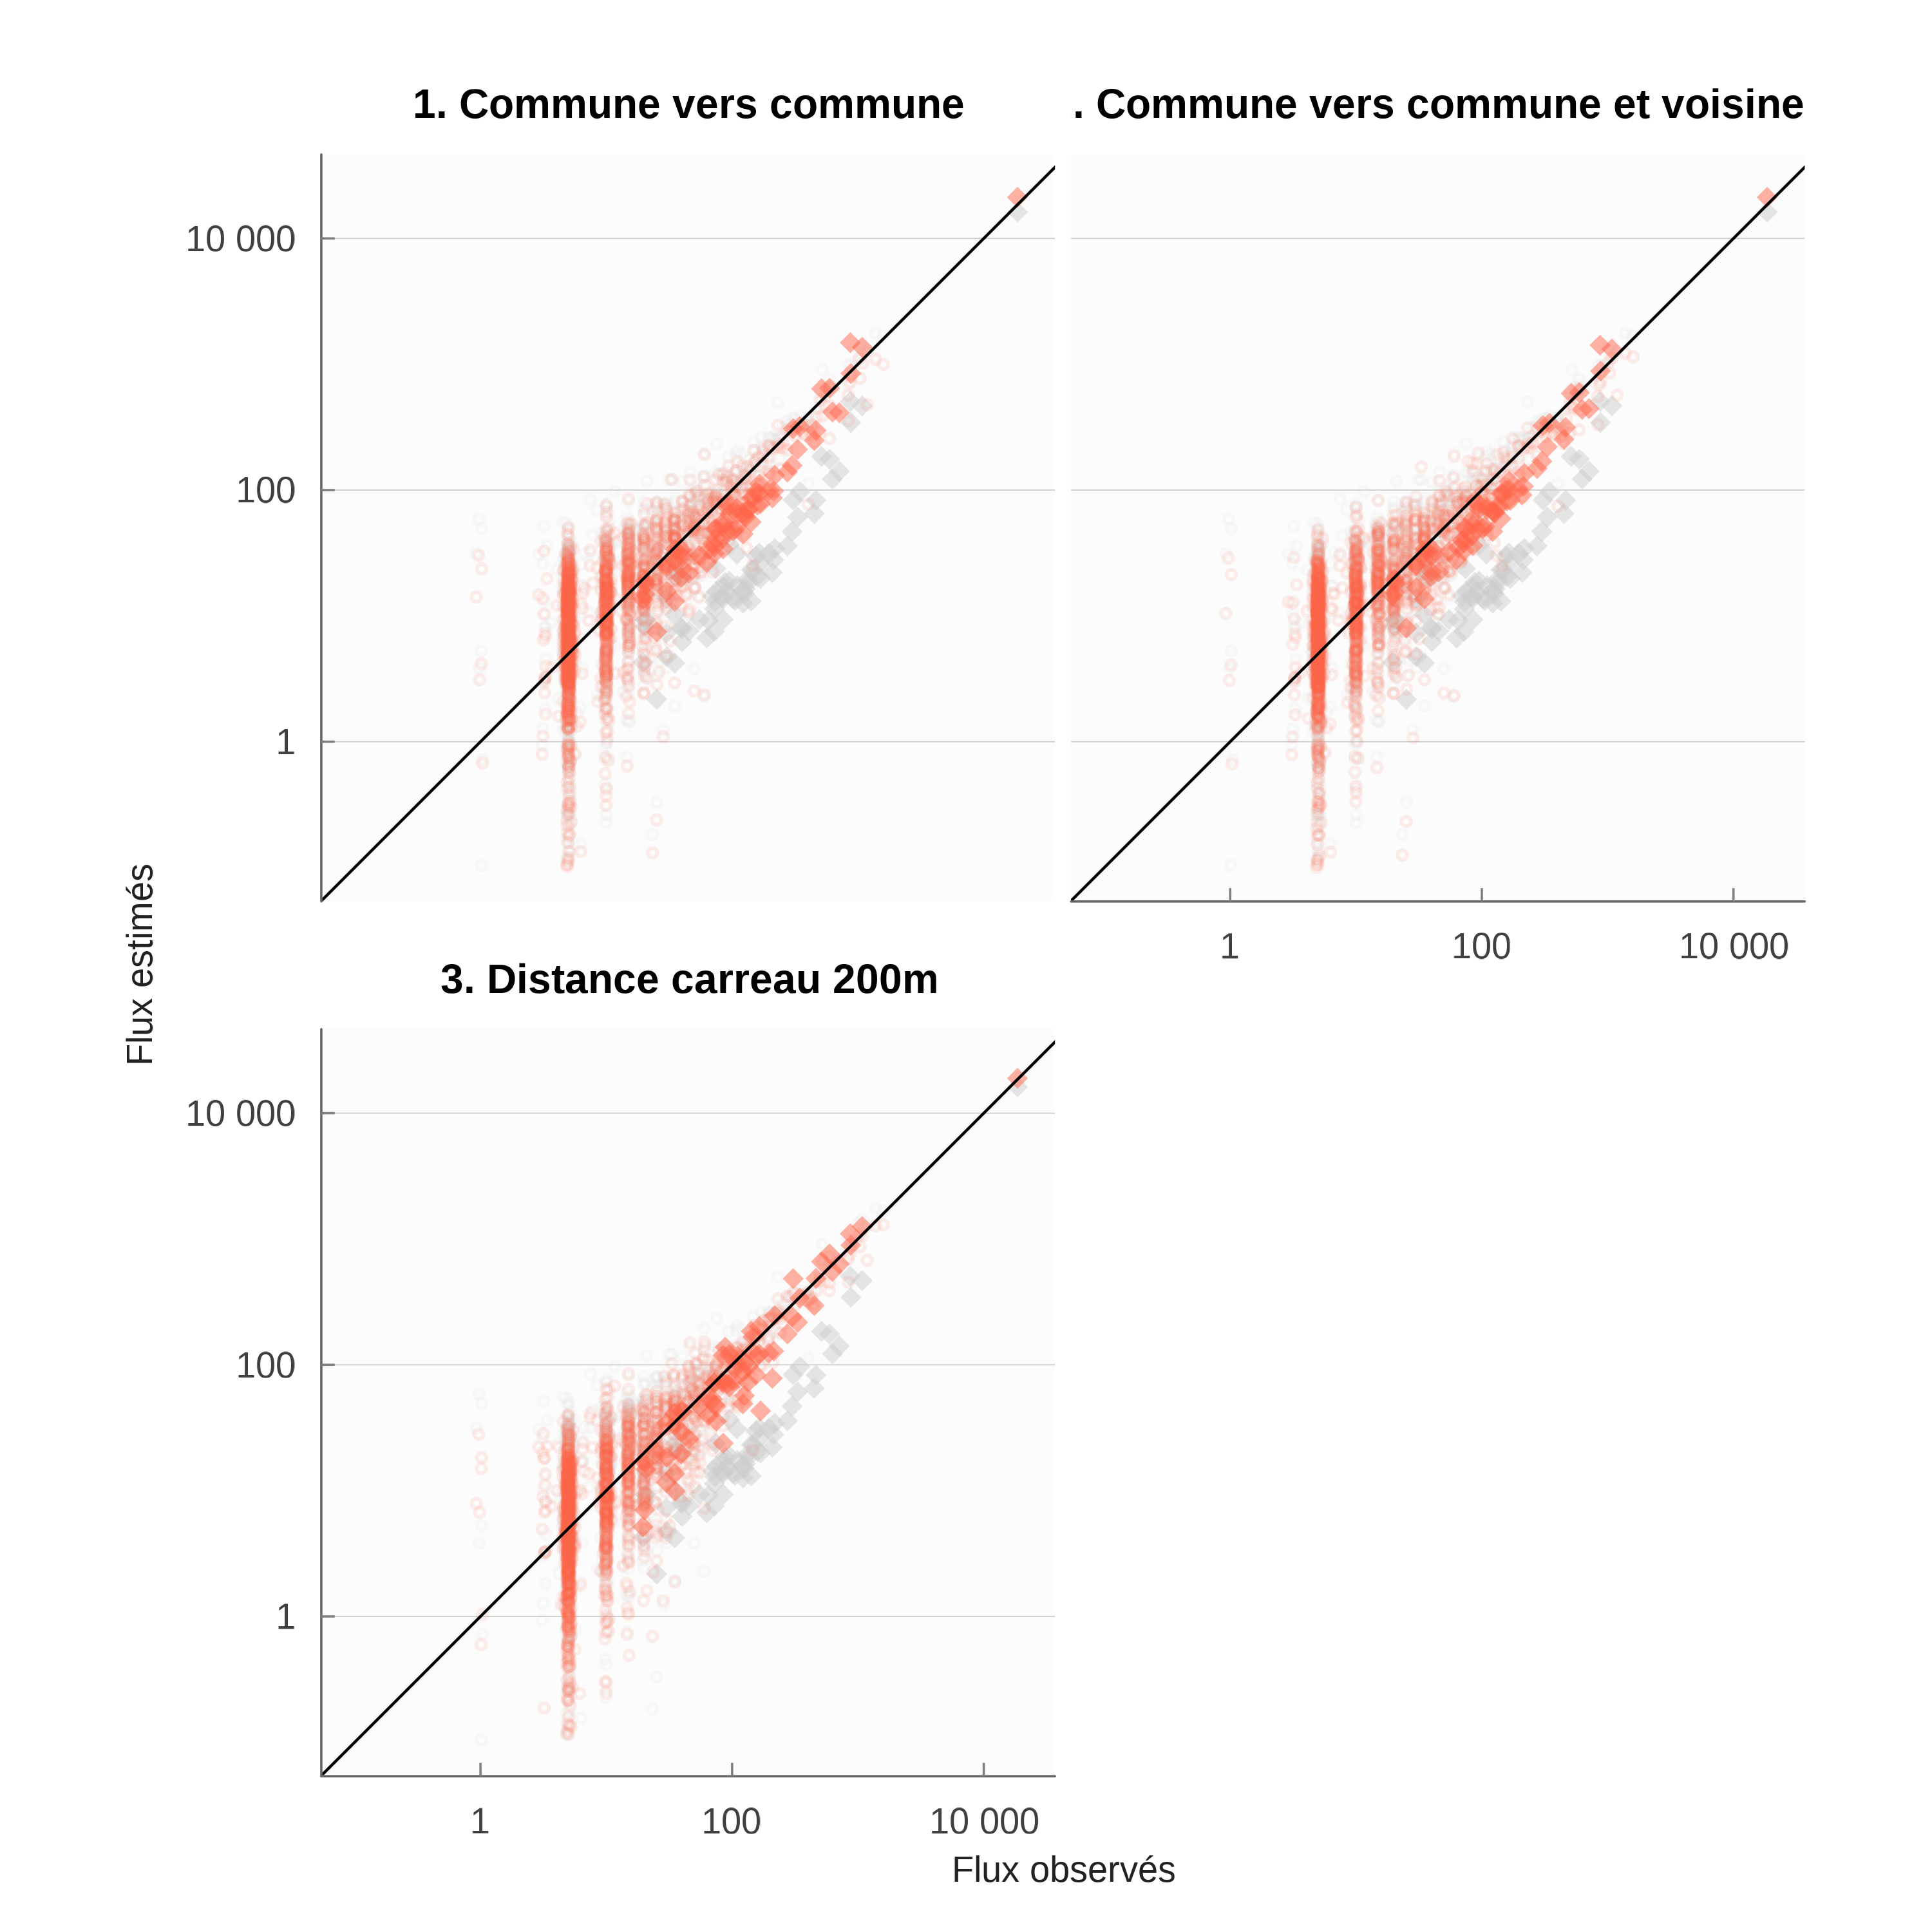 1. Commune vers commune
. Commune vers commune et voisine
10 000
100
1
1
100
10 000
Flux estimés
3. Distance carreau 200m
10 000
100
1
1
100
10 000
Flux observés